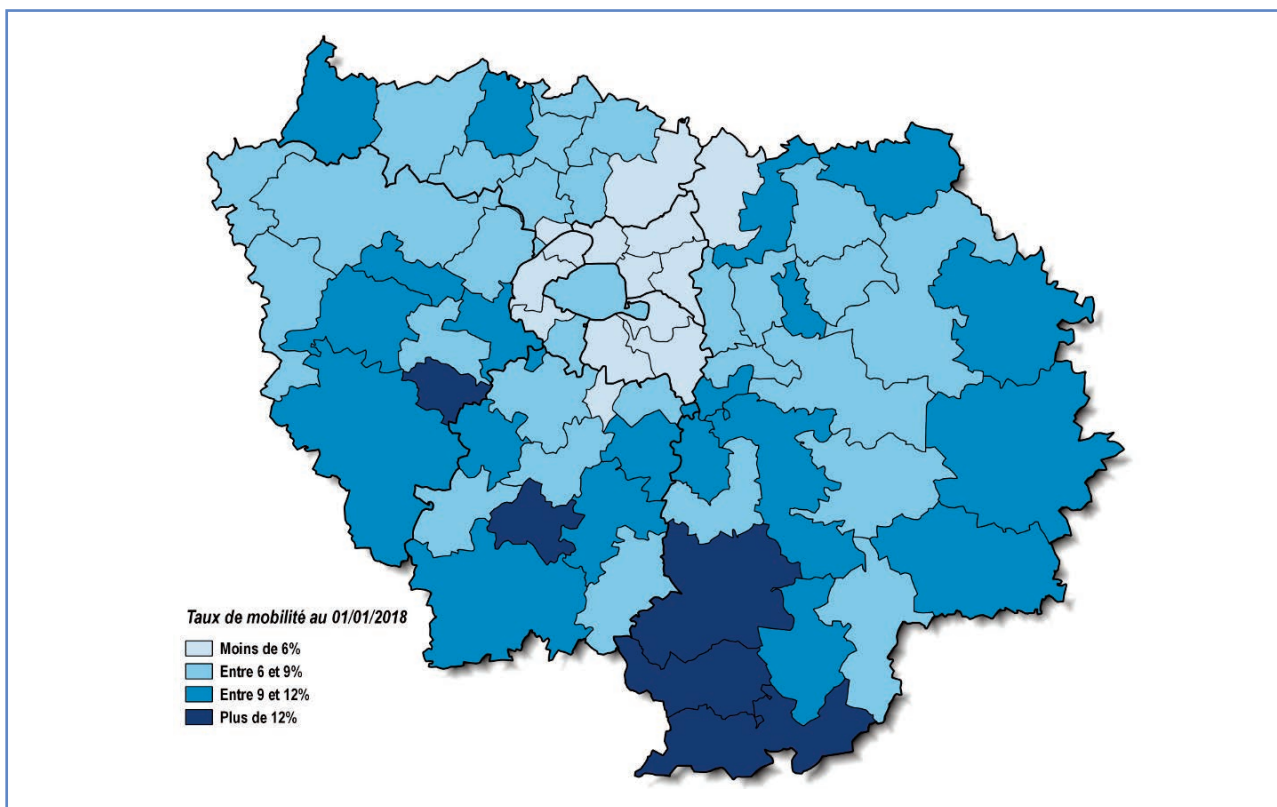 Taux de mobilité au 01/01/2018
Moins de 6%
Entre 6 et 9%
Entre 9 et 12%
Plus de 12%